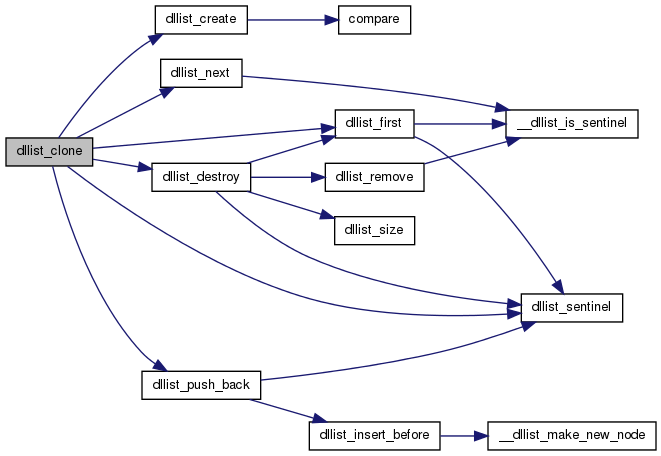 dllist_create
compare
dllist_next
dllist_first
__dllist_is_sentinel
dllist_clone
dllist_destroy
dllist_remove
dllist_size
dllist_sentinel
dllist_push_back
dllist_insert_before
__dllist_make_new_node